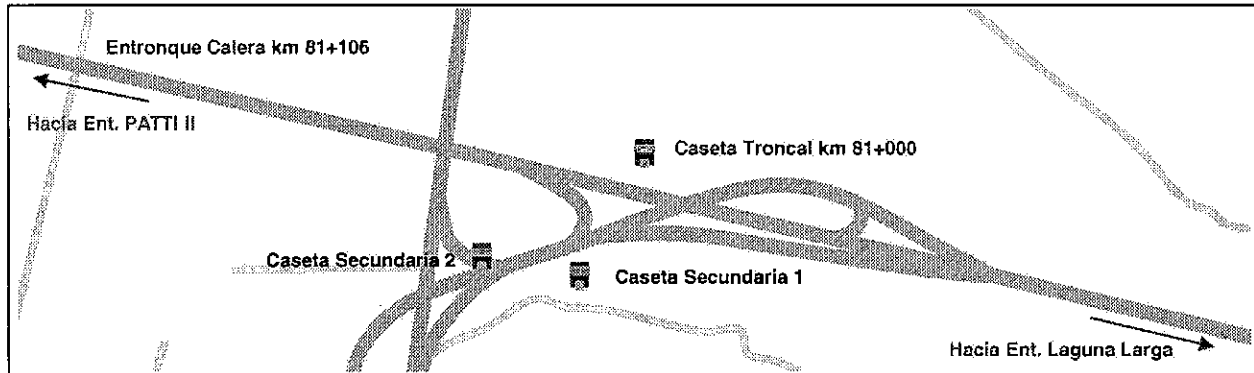 Entronque Calera km 81+106
Hacia Ent. PATTI II
Caseta Troncal km 81+000
Caseta Secundaria 2
Caseta Secundaria 1
Hacia Ent. Laguna Larga